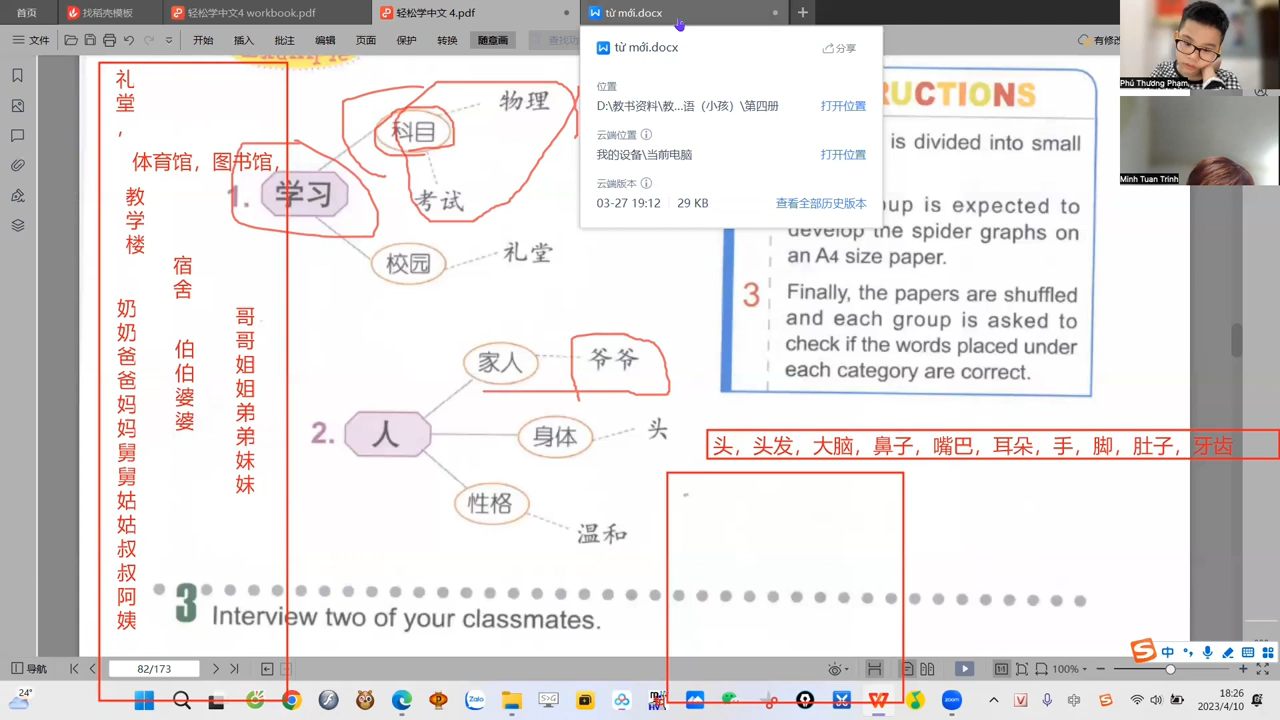 首页
找稻壳模板
轻松学中文4 workbook.pdf
轻松学中文 4.pdf
từ mới.docx
文件
开始
插入
批注
编辑
页面
保护
转换
随意画
查找功
有修改
từ mới.docx
分享
位置
D:\教书资料\教...语（小孩）\第四册
打开位置
云端位置
我的设备\当前电脑
打开位置
云端版本
03-27 19:12 | 29 KB
查看全部历史版本
Phú Thương Phạm
Minh Tuan Trinh
Example
RUCTIONS
is divided into small
up is expected to
develop the spider graphs on
an A4 size paper.
3 Finally, the papers are shuffled
and each group is asked to
check if the words placed under
each category are correct.
1. 学习
科目
物理
考试
校园
礼堂
2. 人
家人
爷爷
身体
头
性格
温和
礼堂，
体育馆，图书馆，
教学楼
宿舍
奶奶爸爸妈妈舅舅姑姑叔叔阿姨
伯伯婆婆
哥哥姐姐弟弟妹妹
头，头发，大脑，鼻子，嘴巴，耳朵，手，脚，肚子，牙齿
3 Interview two of your classmates.
导航
82/173
100%
中
24°
Zalo
zoom
18:26
2023/4/10